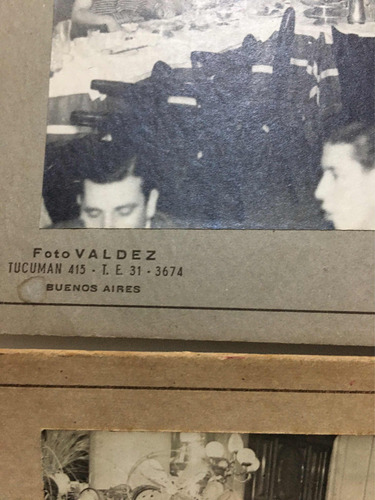 Foto VALDEZ
TUCUMAN 415 - T. E. 31 - 3674
BUENOS AIRES